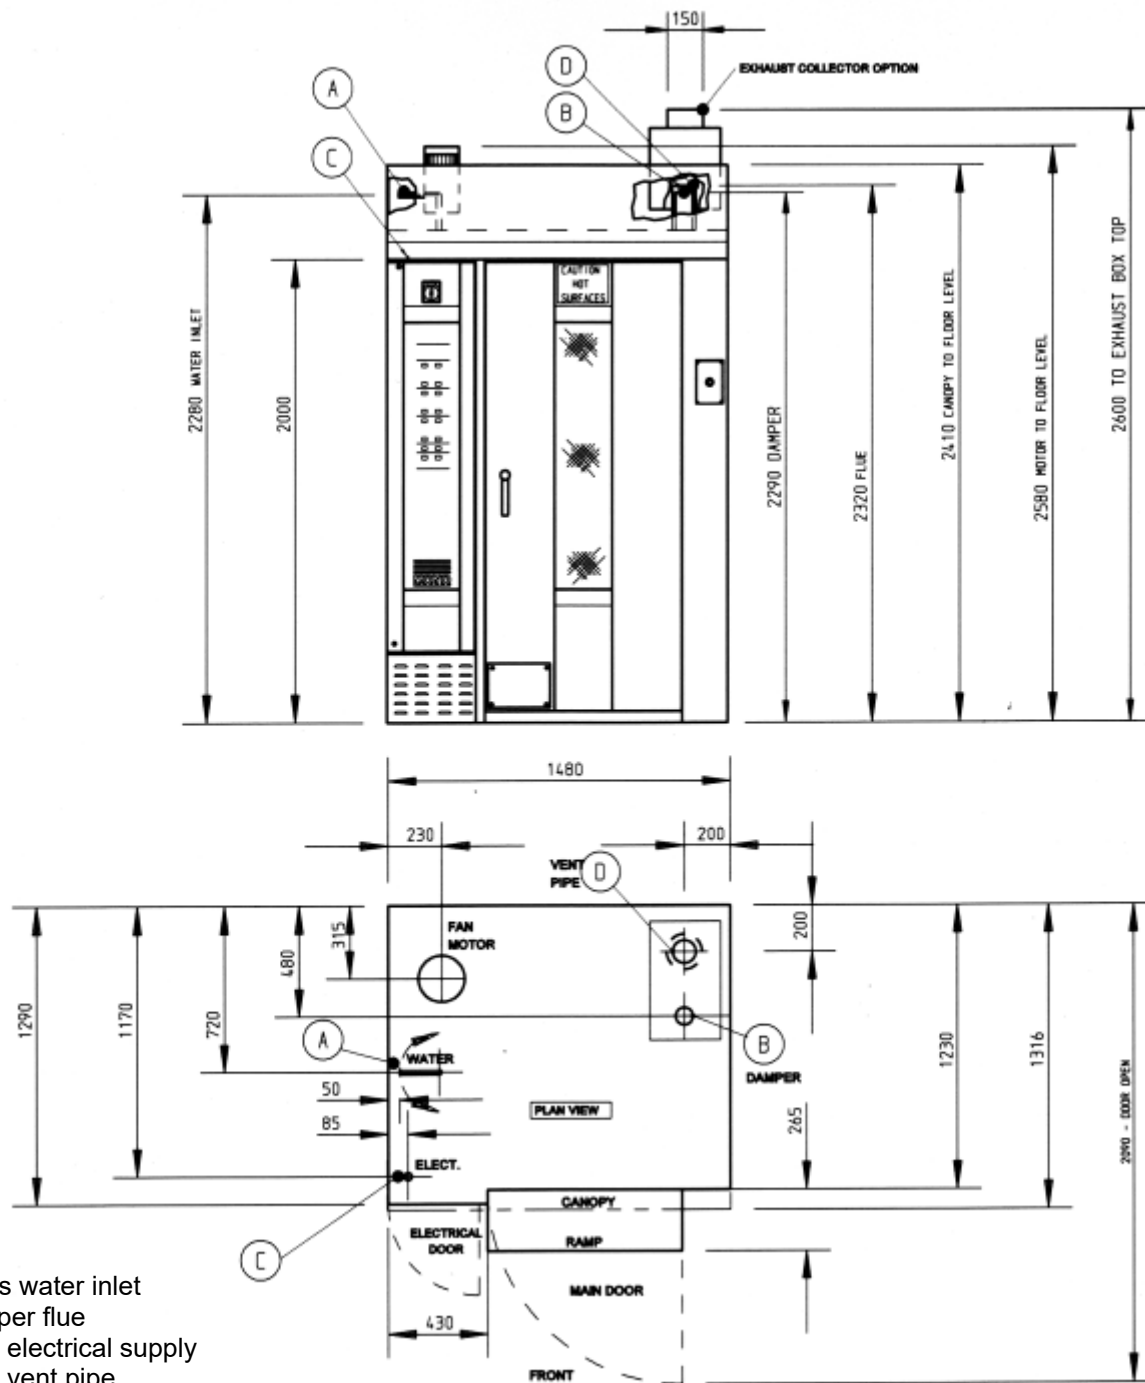 150
EXHAUST COLLECTOR OPTION
D
B
A
C
CAUTION
HOT
SURFACES
2280 WATER INLET
2000
2290 DAMPER
2320 FLUE
2410 CANOPY TO FLOOR LEVEL
2580 MOTOR TO FLOOR LEVEL
2600 TO EXHAUST BOX TOP
1480
230
200
VENT
PIPE
D
FAN
MOTOR
315
480
720
1170
1290
200
1230
1316
2090 - DOOR OPEN
A
WATER
B
DAMPER
50
85
PLAN VIEW
265
ELECT.
C
CANOPY
ELECTRICAL
DOOR
RAMP
MAIN DOOR
430
FRONT
s water inlet
per flue
electrical supply
vent pipe